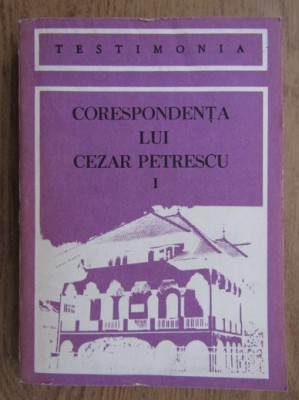 TESTIMONIA
CORESPONDENȚA
LUI
CEZAR PETRESCU
I